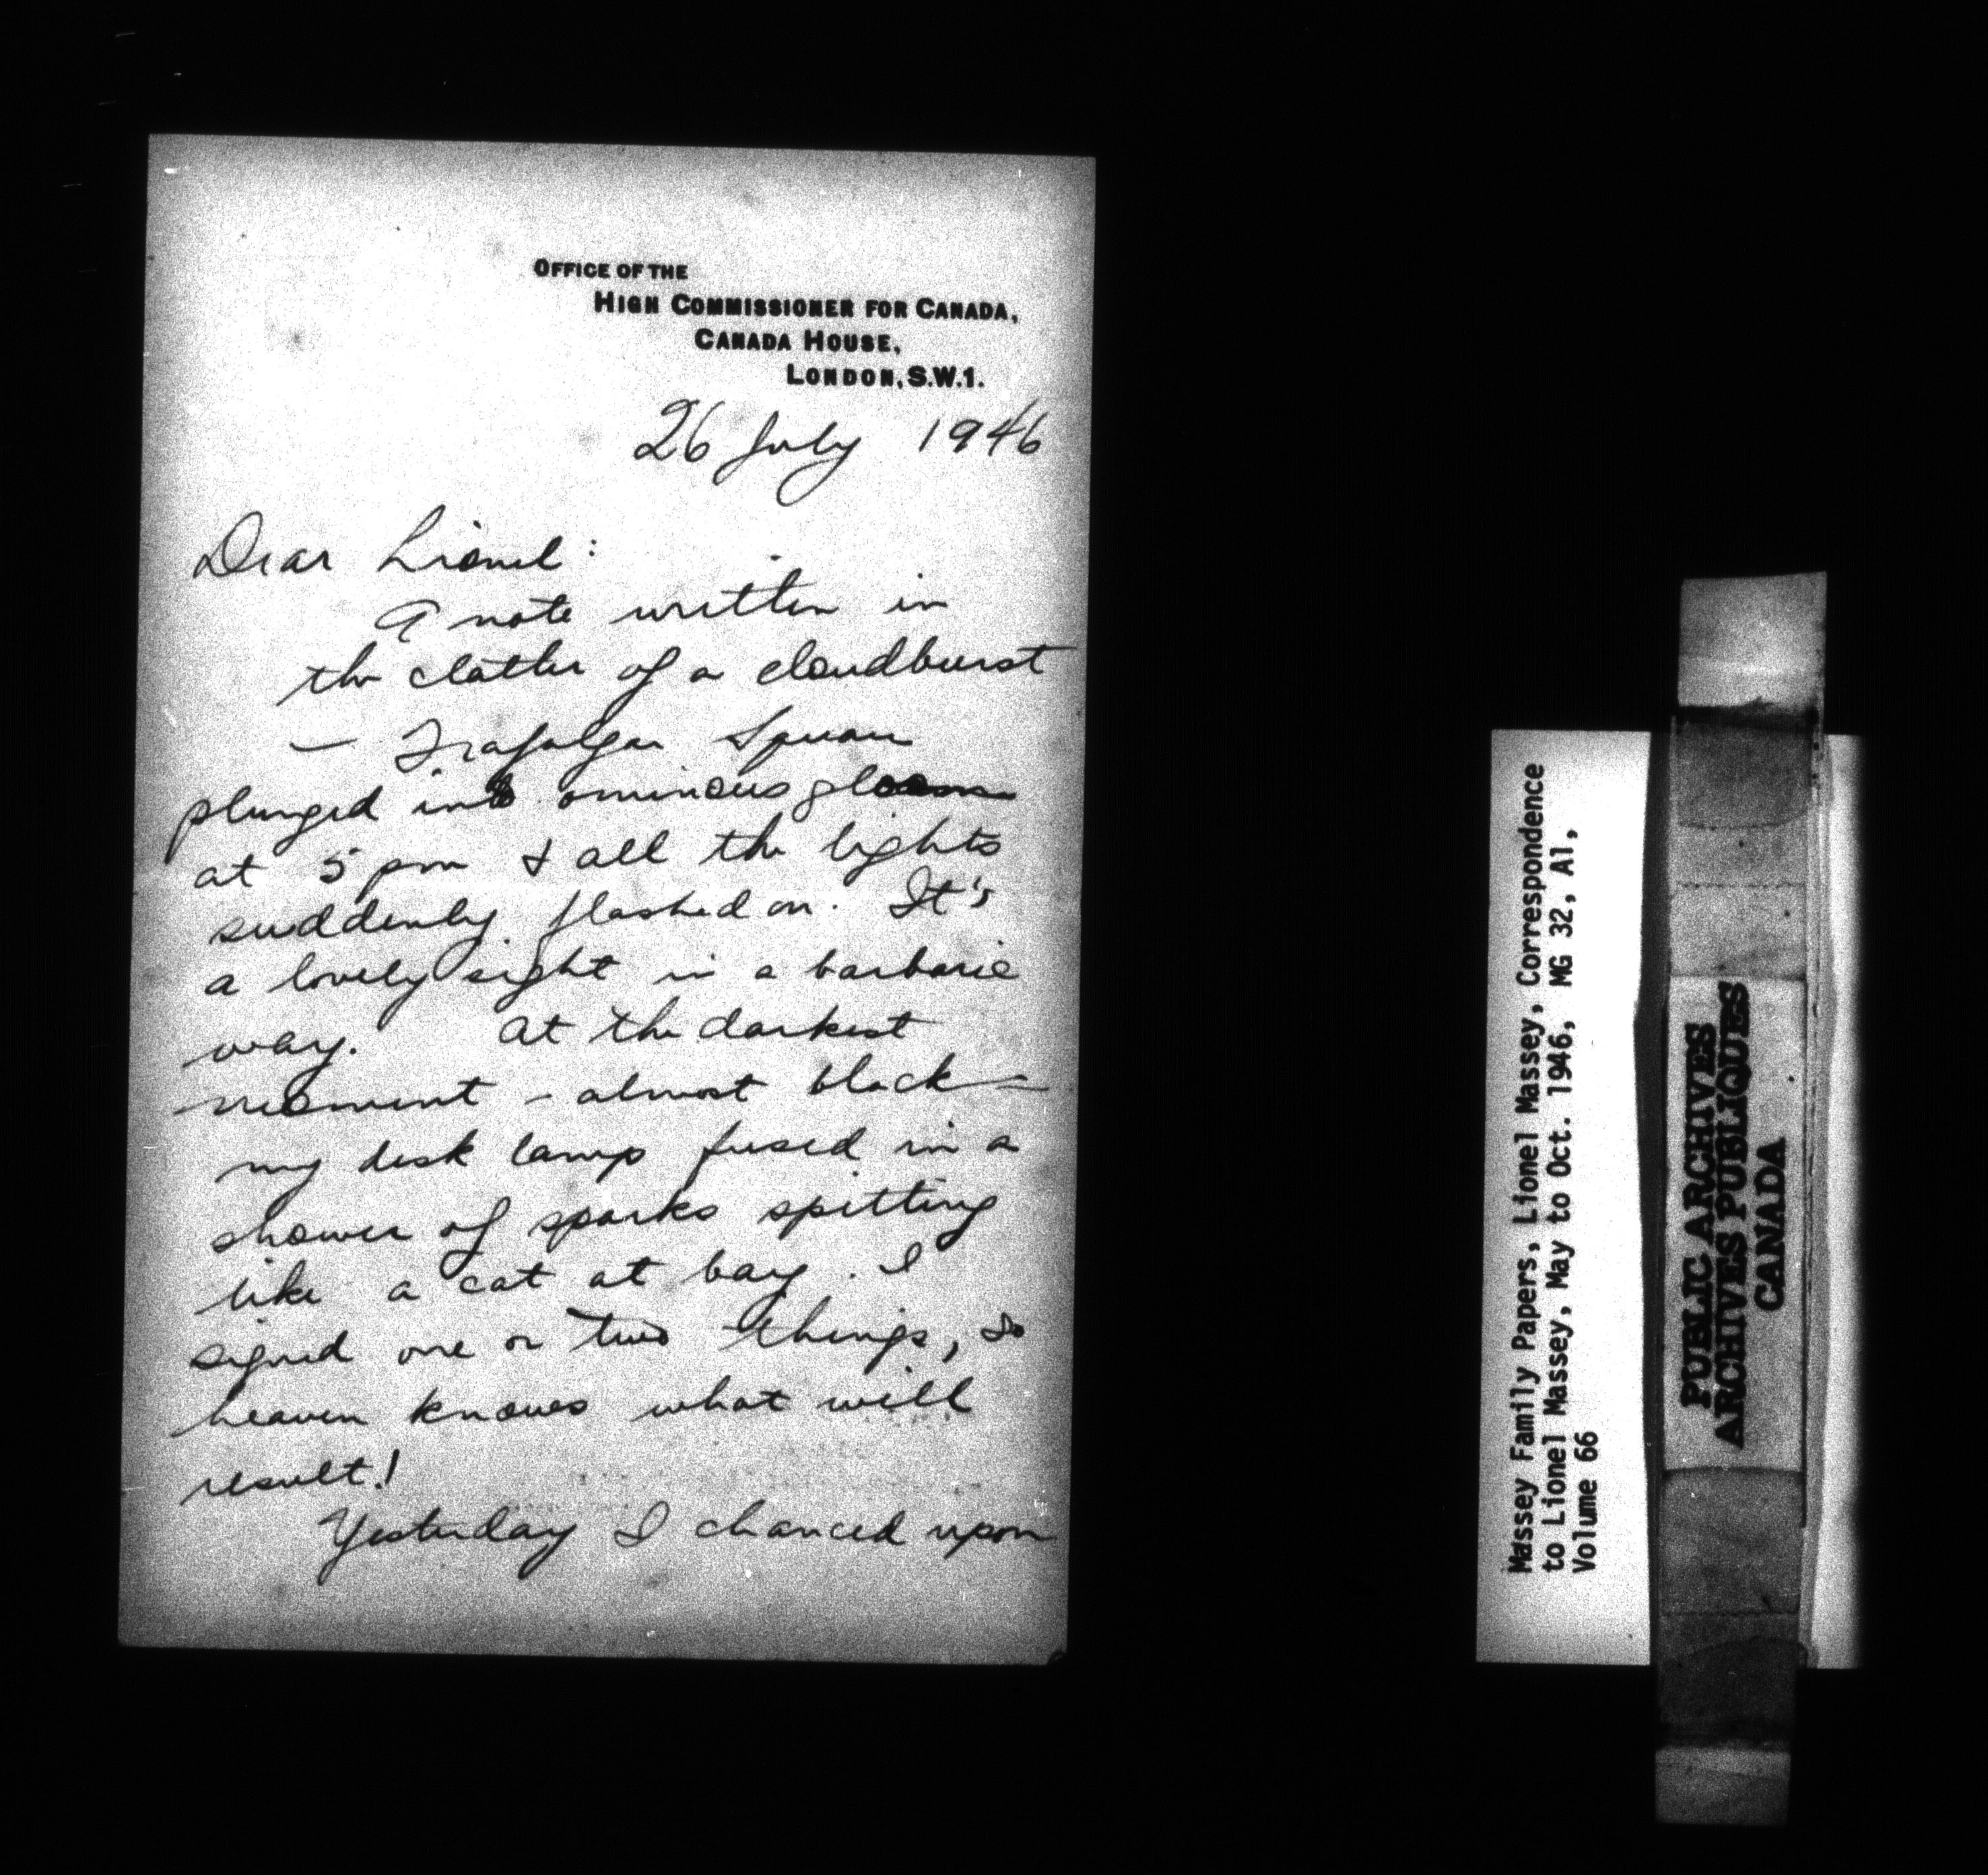 OFFICE OF THE
HIGH COMMISSIONER FOR CANADA,
CANADA HOUSE,
LONDON, S.W.1.
26 July 1946
Dear Lionel:
A note written in
the clatter of a cloudburst
— Trafalgar Square
plunged into ominous gloom
at 5 pm & all the lights
suddenly flashed on. It's
a lovely sight in a barbaric
way. At the darkest
moment – almost black –
my desk lamp fused in a
shower of sparks spitting
like a cat at bay. I
signed one or two things, so
heaven knows what will
result!
Yesterday I chanced upon
Massey Family Papers, Lionel Massey, Correspondence
to Lionel Massey, May to Oct. 1946, MG 32, A1,
Volume 66
PUBLIC ARCHIVES
ARCHIVES PUBLIQUES
CANADA